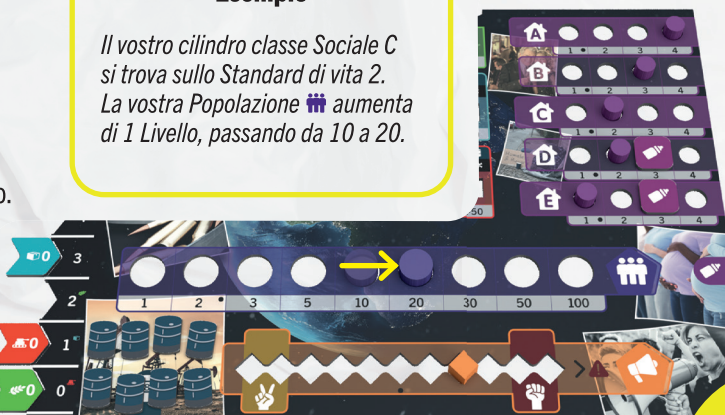 Esempio
Il vostro cilindro classe Sociale C
si trova sullo Standard di vita 2.
La vostra Popolazione aumenta
di 1 Livello, passando da 10 a 20.
o.
A
1 2 3 4
B
1 2 3 4
C
1 2 3 4
D
1 2 3 4
E
1 2 3 4
50
0 3
2
0 1
0 0
1 2 3 5 10 20 30 50 100